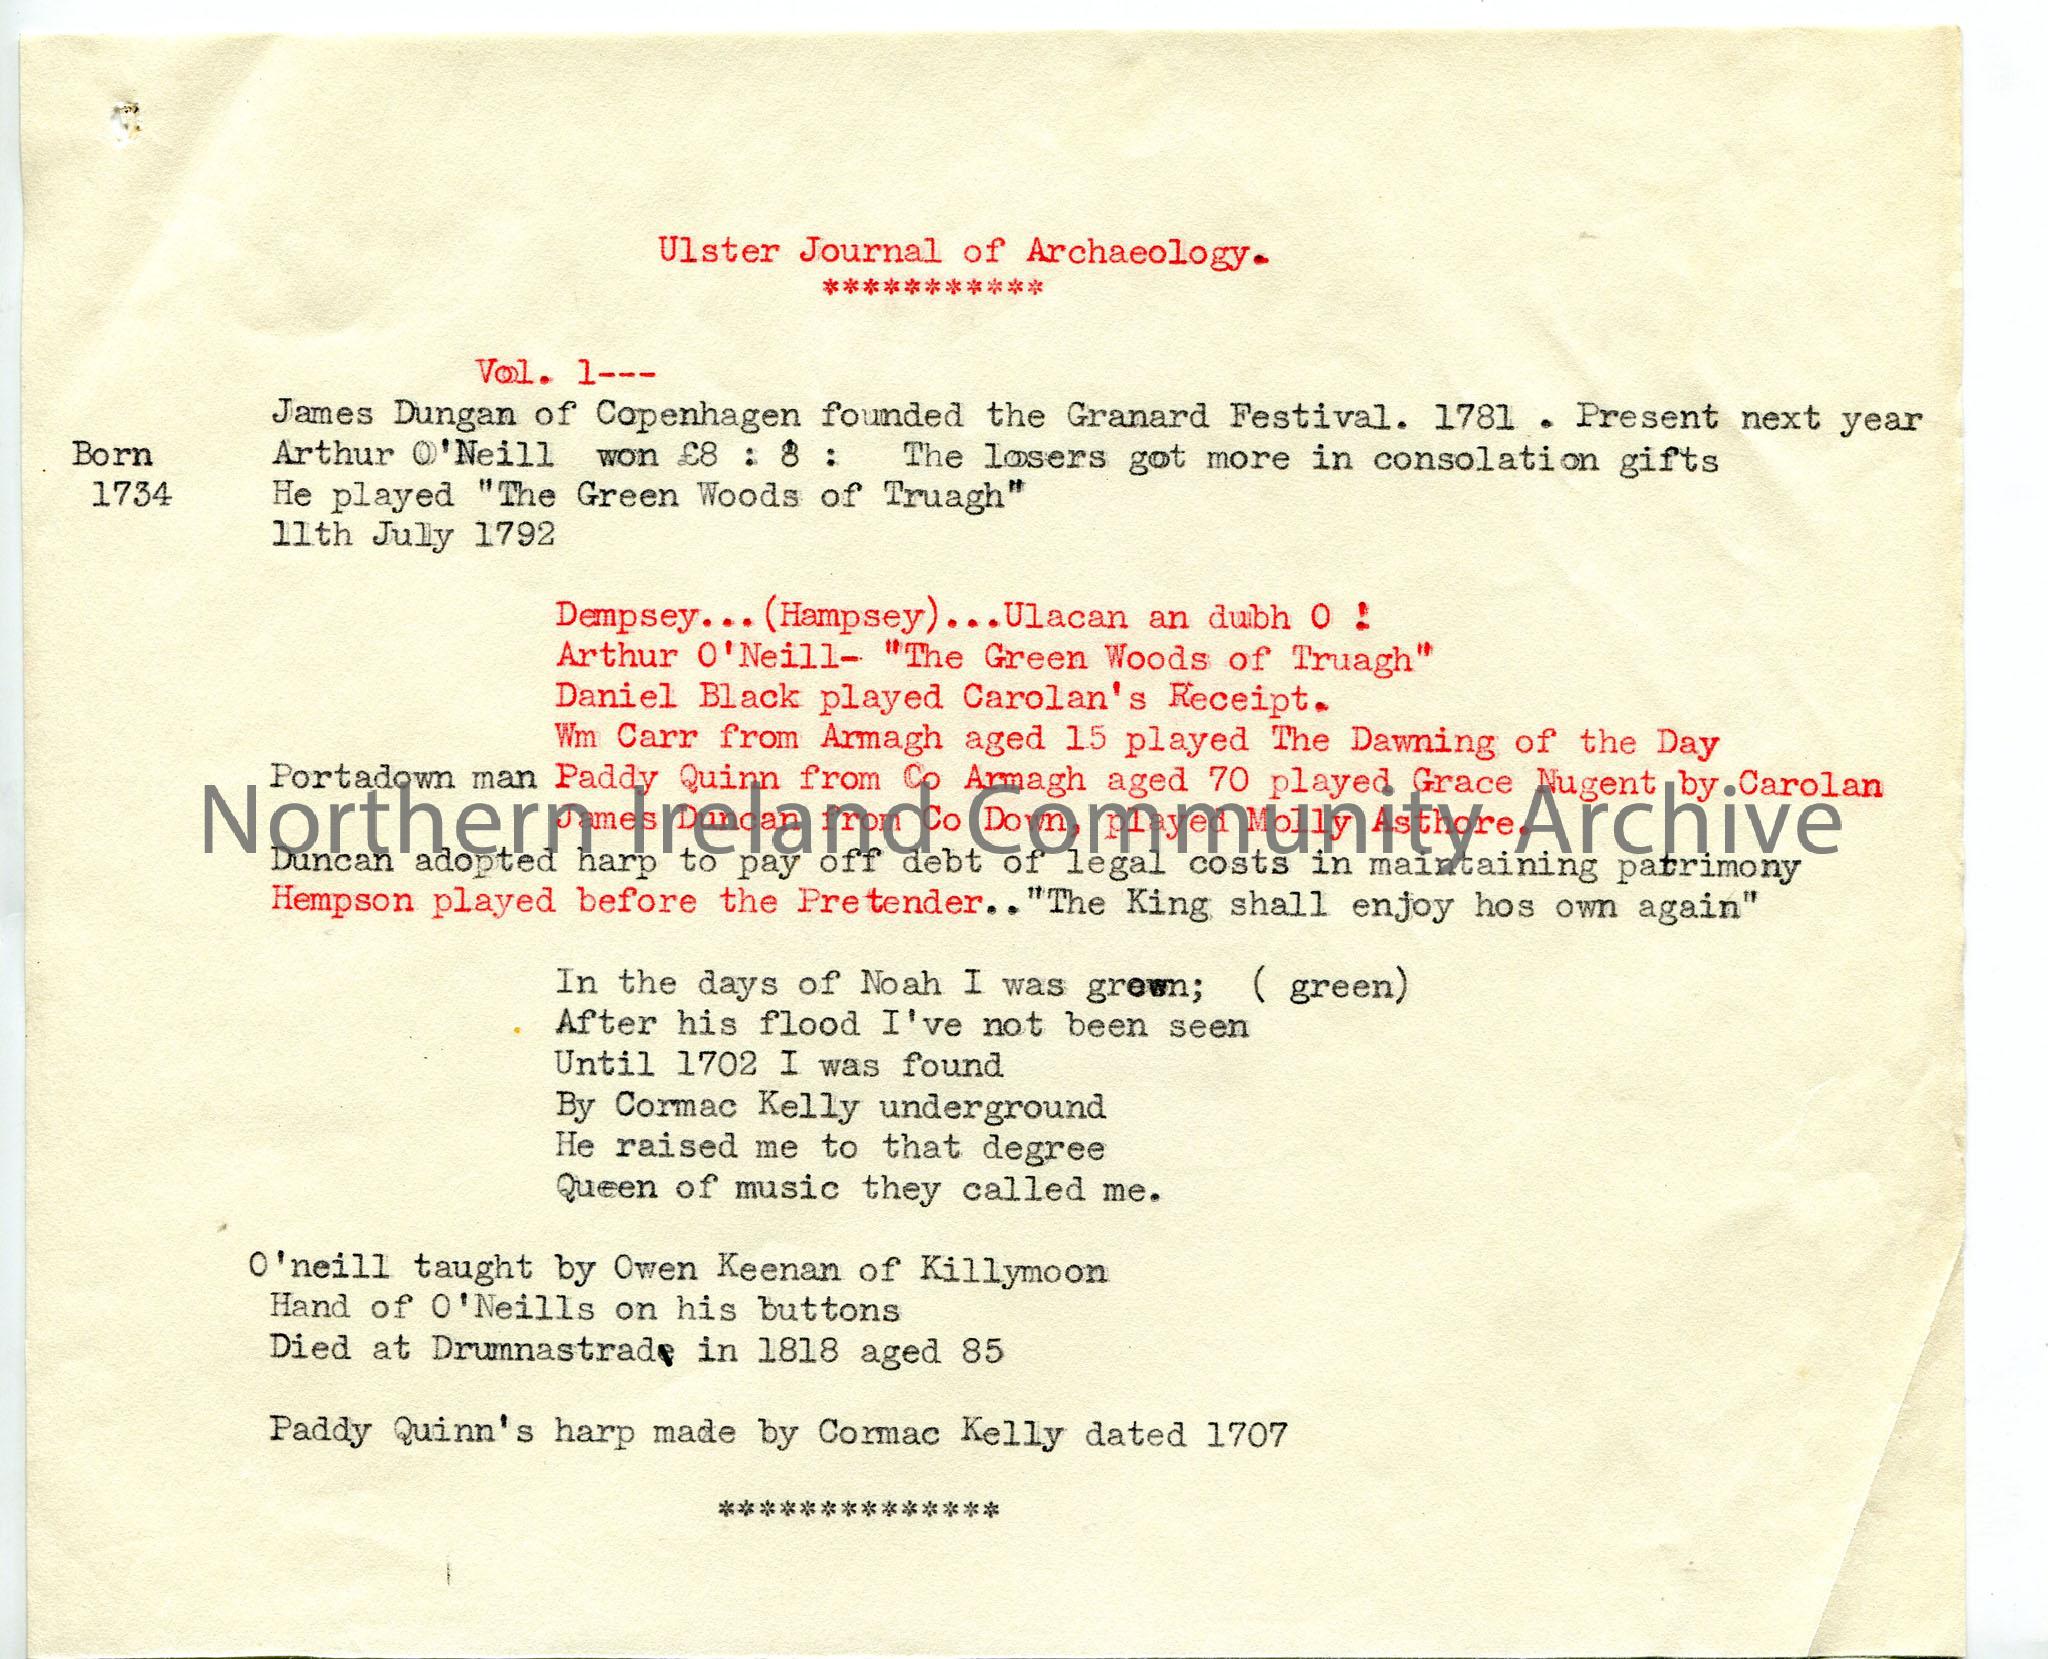 Ulster Journal of Archaeology.
***********
Vol. 1---
James Dungan of Copenhagen founded the Granard Festival. 1781 . Present next year
Born Arthur O'Neill won £8 : 8 : The losers got more in consolation gifts
1734 He played "The Green Woods of Truagh"
11th July 1792
Dempsey...(Hampsey)...Ulacan an dubh O !
Arthur O'Neill- "The Green Woods of Truagh"
Daniel Black played Carolan's Receipt.
Wm Carr from Armagh aged 15 played The Dawning of the Day
Portadown man Paddy Quinn from Co Armagh aged 70 played Grace Nugent by Carolan
Northern Ireland Community Archive
James Duncan from Co Down, played Molly Asthore.
Duncan adopted harp to pay off debt of legal costs in maintaining patrimony
Hempson played before the Pretender.."The King shall enjoy hos own again"
In the days of Noah I was grown; ( green)
After his flood I've not been seen
Until 1702 I was found
By Cormac Kelly underground
He raised me to that degree
Queen of music they called me.
O'neill taught by Owen Keenan of Killymoon
Hand of O'Neills on his buttons
Died at Drumnastrade in 1818 aged 85
Paddy Quinn's harp made by Cormac Kelly dated 1707
**************